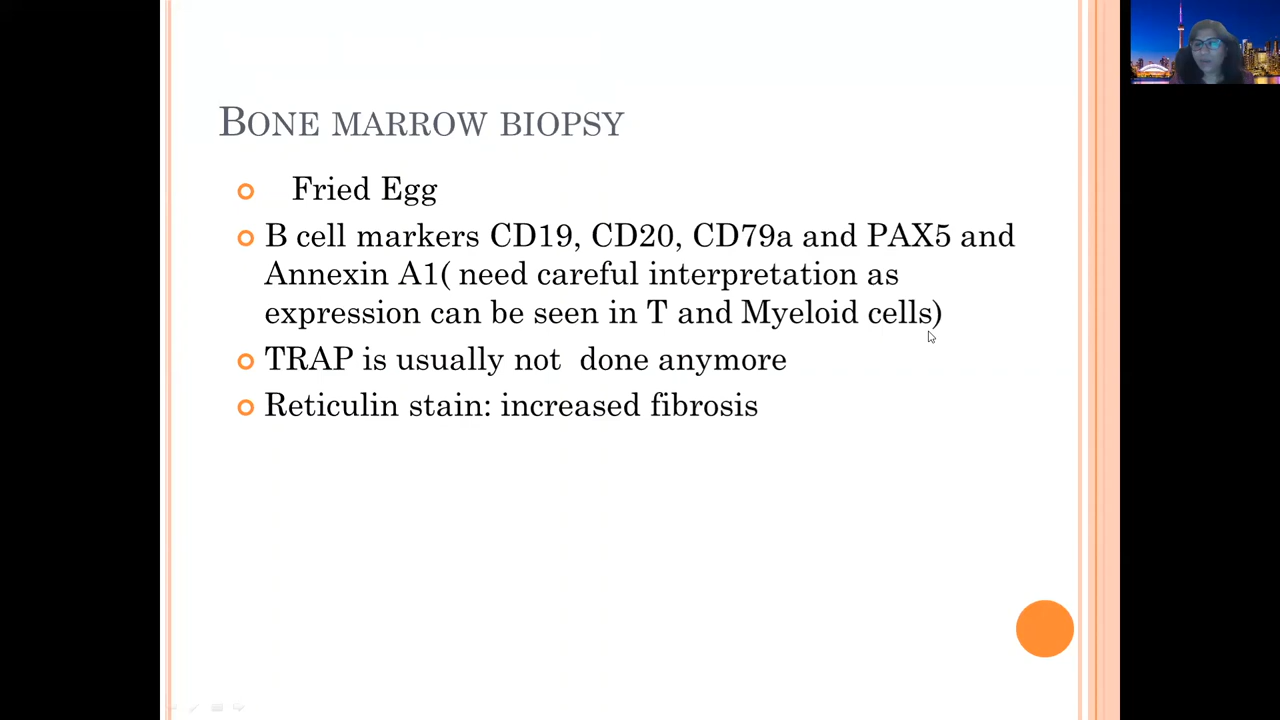 BONE MARROW BIOPSY
Fried Egg
B cell markers CD19, CD20, CD79a and PAX5 and
Annexin A1( need careful interpretation as
expression can be seen in T and Myeloid cells)
TRAP is usually not  done anymore
Reticulin stain: increased fibrosis